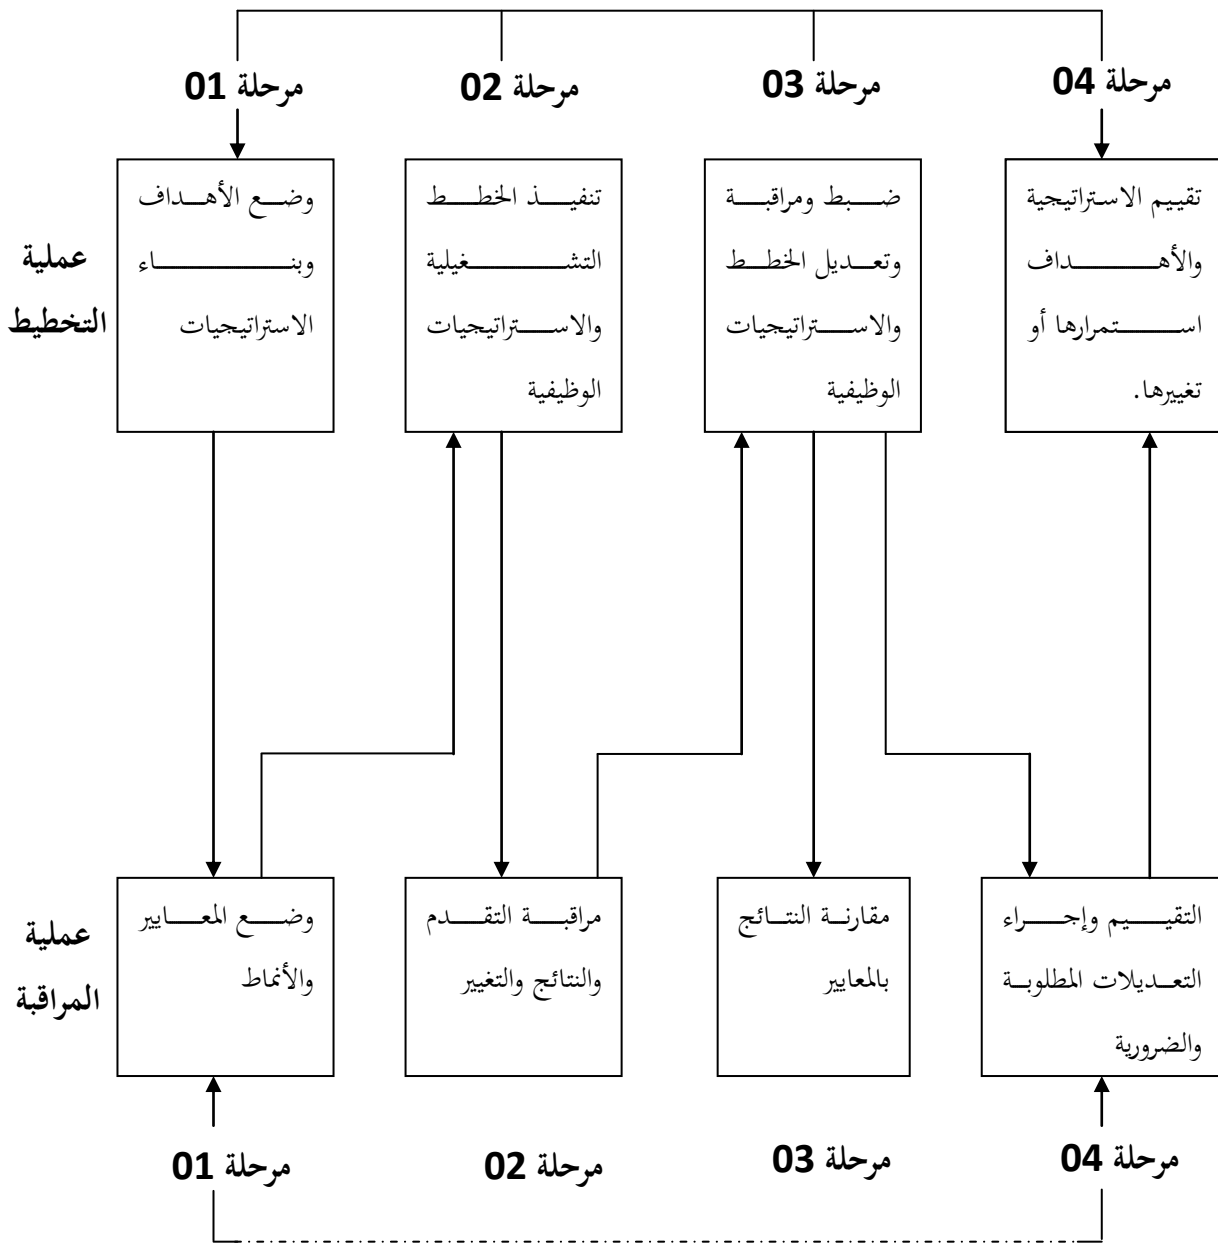 مرحلة 01
مرحلة 02
مرحلة 03
مرحلة 04
عملية
التخطيط
وضع الأهداف
وبناء
الاستراتيجيات
تنفيذ الخطط
التشغيلية
والاستراتيجيات
الوظيفية
ضبط ومراقبة
وتعديل الخطط
والاستراتيجيات
الوظيفية
تقييم الاستراتيجية
والأهداف
استمرارها أو
تغييرها.
عملية
المراقبة
وضع المعايير
والأنماط
مراقبة التقدم
والنتائج والتغيير
مقارنة النتائج
بالمعايير
التقييم وإجراء
التعديلات المطلوبة
والضرورية
مرحلة 01
مرحلة 02
مرحلة 03
مرحلة 04